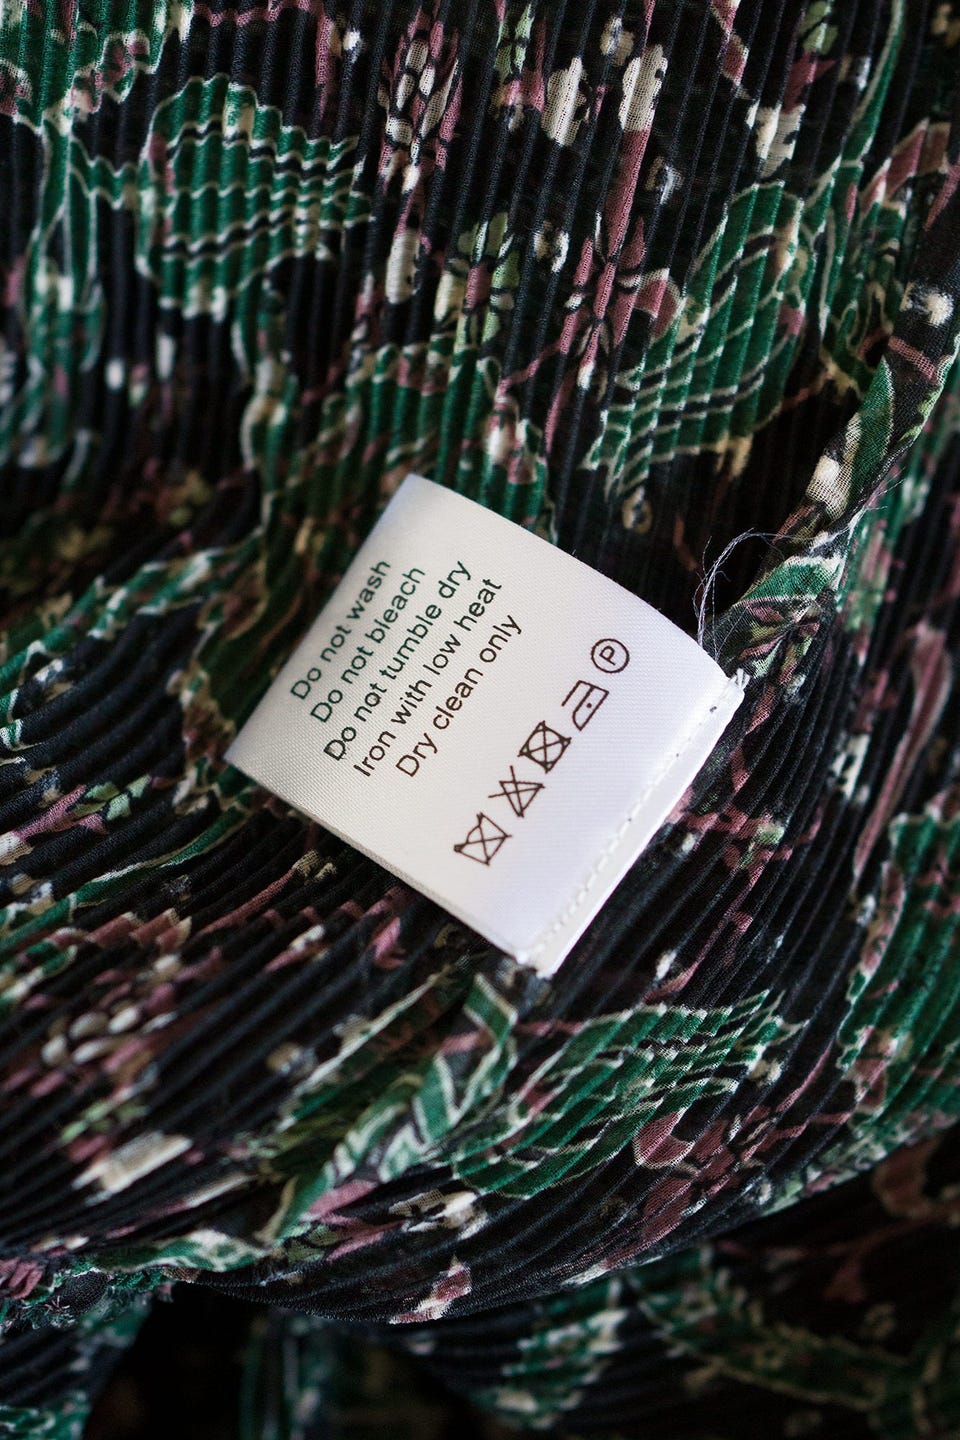 Do not wash
Do not bleach
Do not tumble dry
Iron with low heat
Dry clean only
P